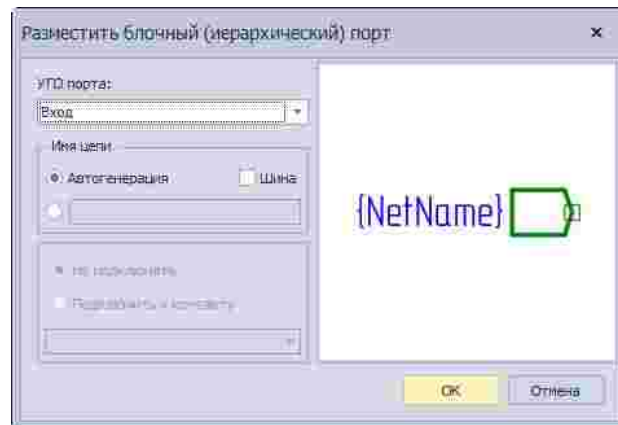 Разместить блочный (иерархический) порт
УГО порта:
Вход
Имя цепи
Автогенерация
Шина
{NetName}
Не подключать
Подключить к контакту
OK
Отмена